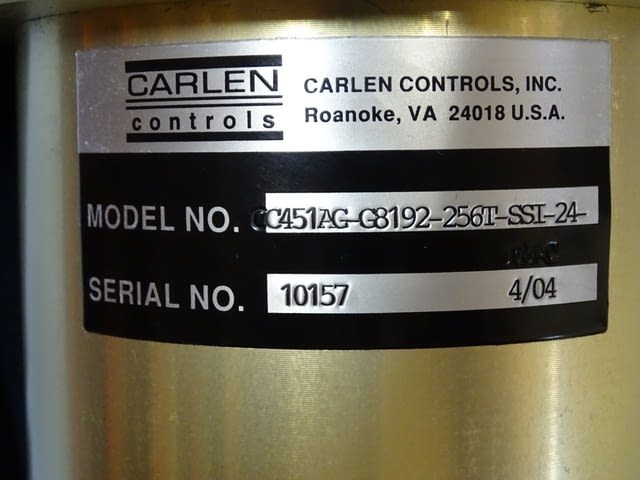 CARLEN
controls
CARLEN CONTROLS, INC.
Roanoke, VA 24018 U.S.A.
MODEL NO. CC451AG-G8192-256T-SSI-24-
SERIAL NO. 10157 4/04